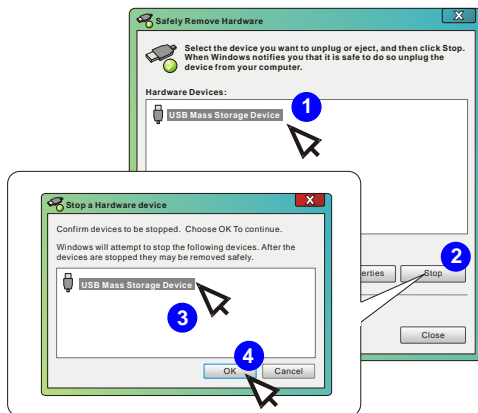 Safely Remove Hardware
X
Select the device you want to unplug or eject, and then click Stop.
When Windows notifies you that it is safe to do so unplug the
device from your computer.
Hardware Devices:
USB Mass Storage Device
1
2
erties
Stop
Close
Stop a Hardware device
X
Confirm devices to be stopped. Choose OK To continue.
Windows will attempt to stop the following devices. After the
devices are stopped they may be removed safely.
USB Mass Storage Device
3
4
OK
Cancel